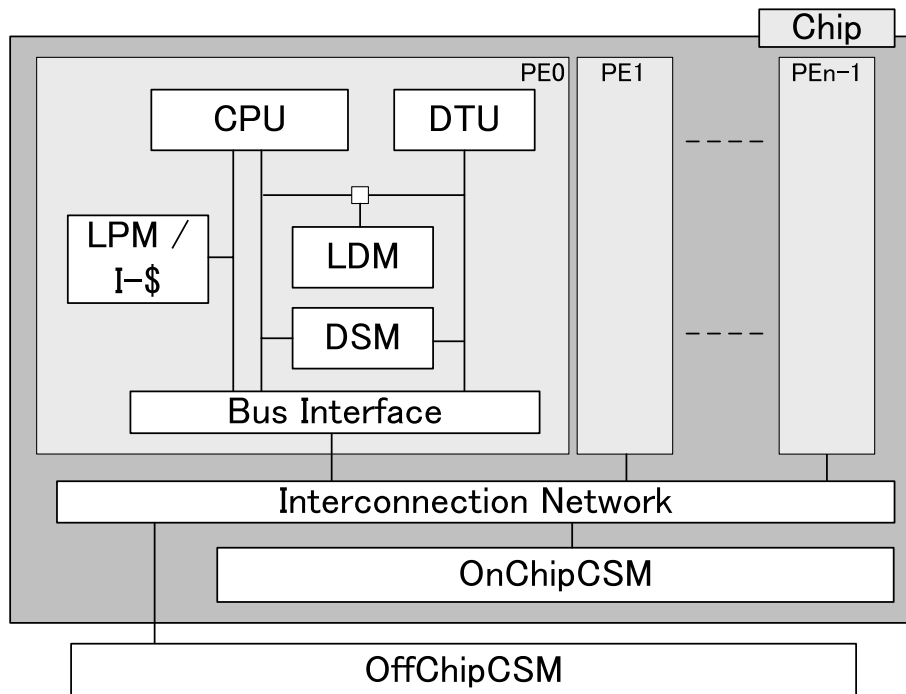 Chip
PE0
PE1
PEn-1
CPU
DTU
LPM /
I-$
LDM
DSM
Bus Interface
Interconnection Network
OnChipCSM
OffChipCSM